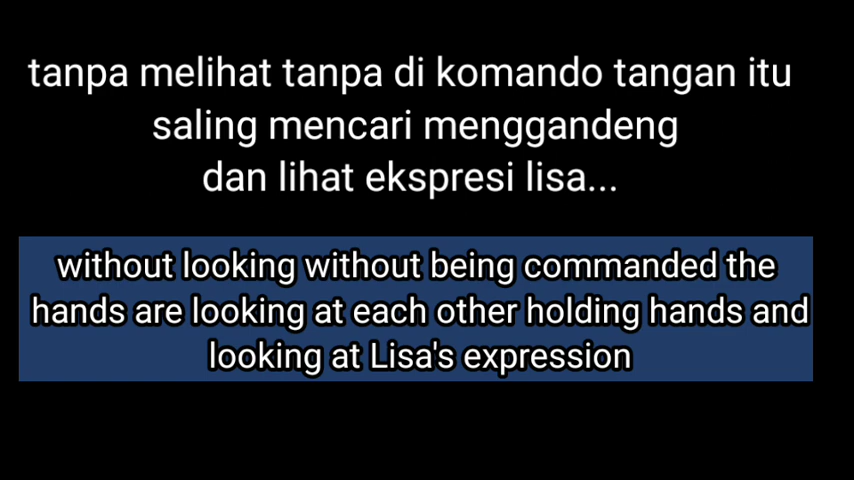 tanpa melihat tanpa di komando tangan itu
saling mencari menggandeng
dan lihat ekspresi lisa...
without looking without being commanded the
hands are looking at each other holding hands and
looking at Lisa's expression